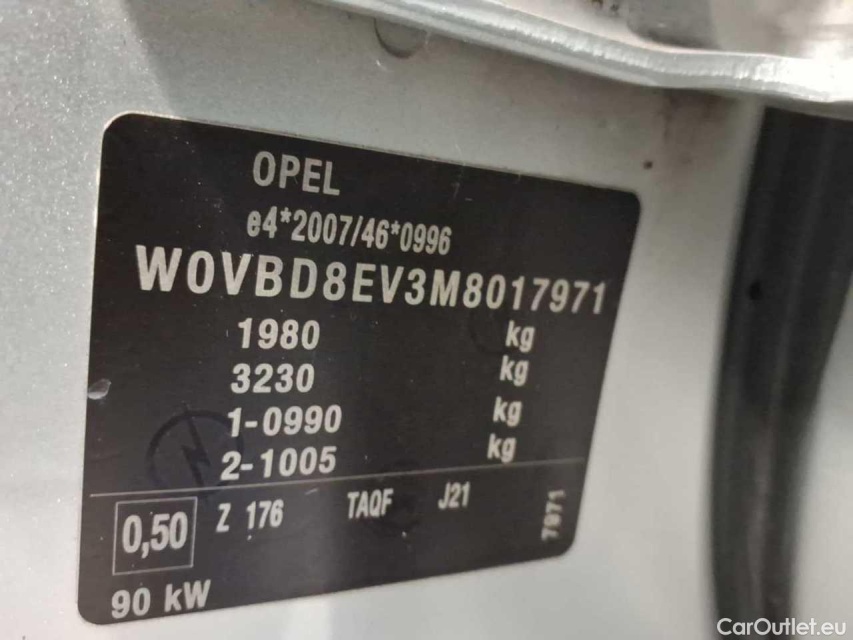 OPEL
e4*2007/46*0996
W0VBD8EV3M8017971
1980 kg
3230 kg
1-0990 kg
2-1005 kg
0,50 Z 176 TAQF J21 7971
90 kW
CarOutlet.eu